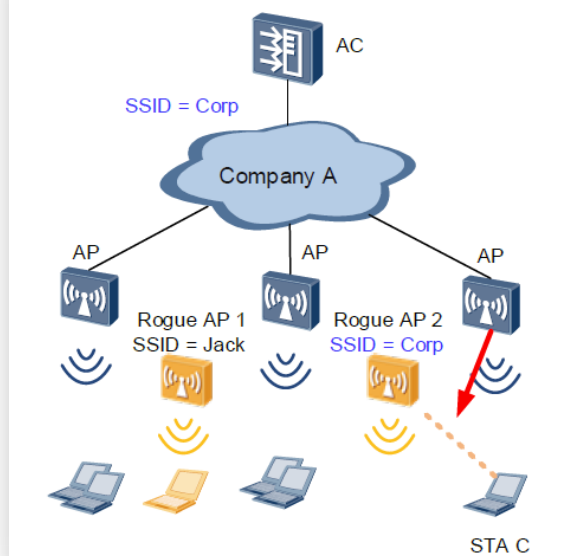 AC
SSID = Corp
Company A
AP
AP
AP
Rogue AP 1
SSID = Jack
Rogue AP 2
SSID = Corp
STA C